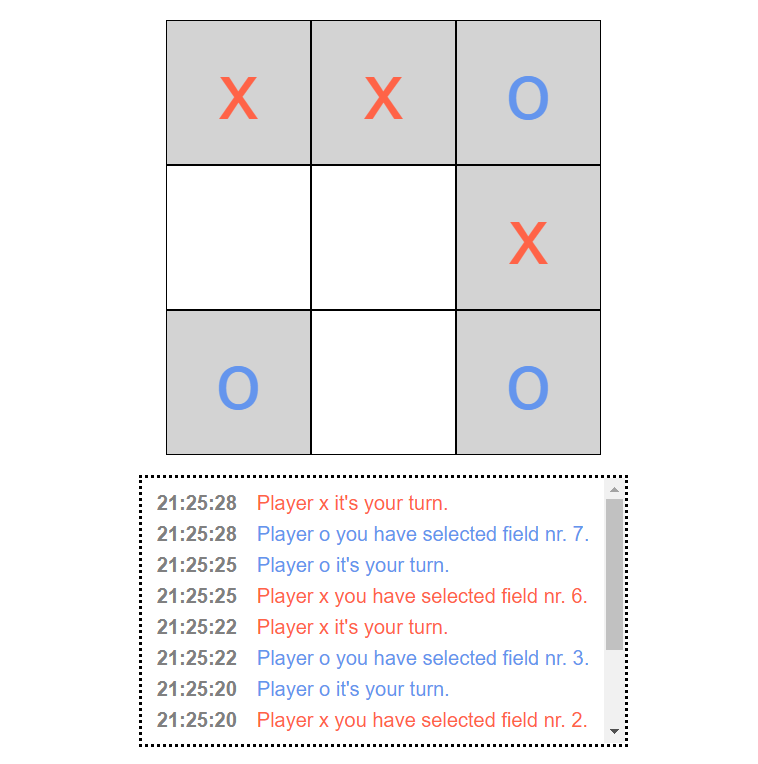 X X O
X
O O
21:25:28 Player x it's your turn.
21:25:28 Player o you have selected field nr. 7.
21:25:25 Player o it's your turn.
21:25:25 Player x you have selected field nr. 6.
21:25:22 Player x it's your turn.
21:25:22 Player o you have selected field nr. 3.
21:25:20 Player o it's your turn.
21:25:20 Player x you have selected field nr. 2.